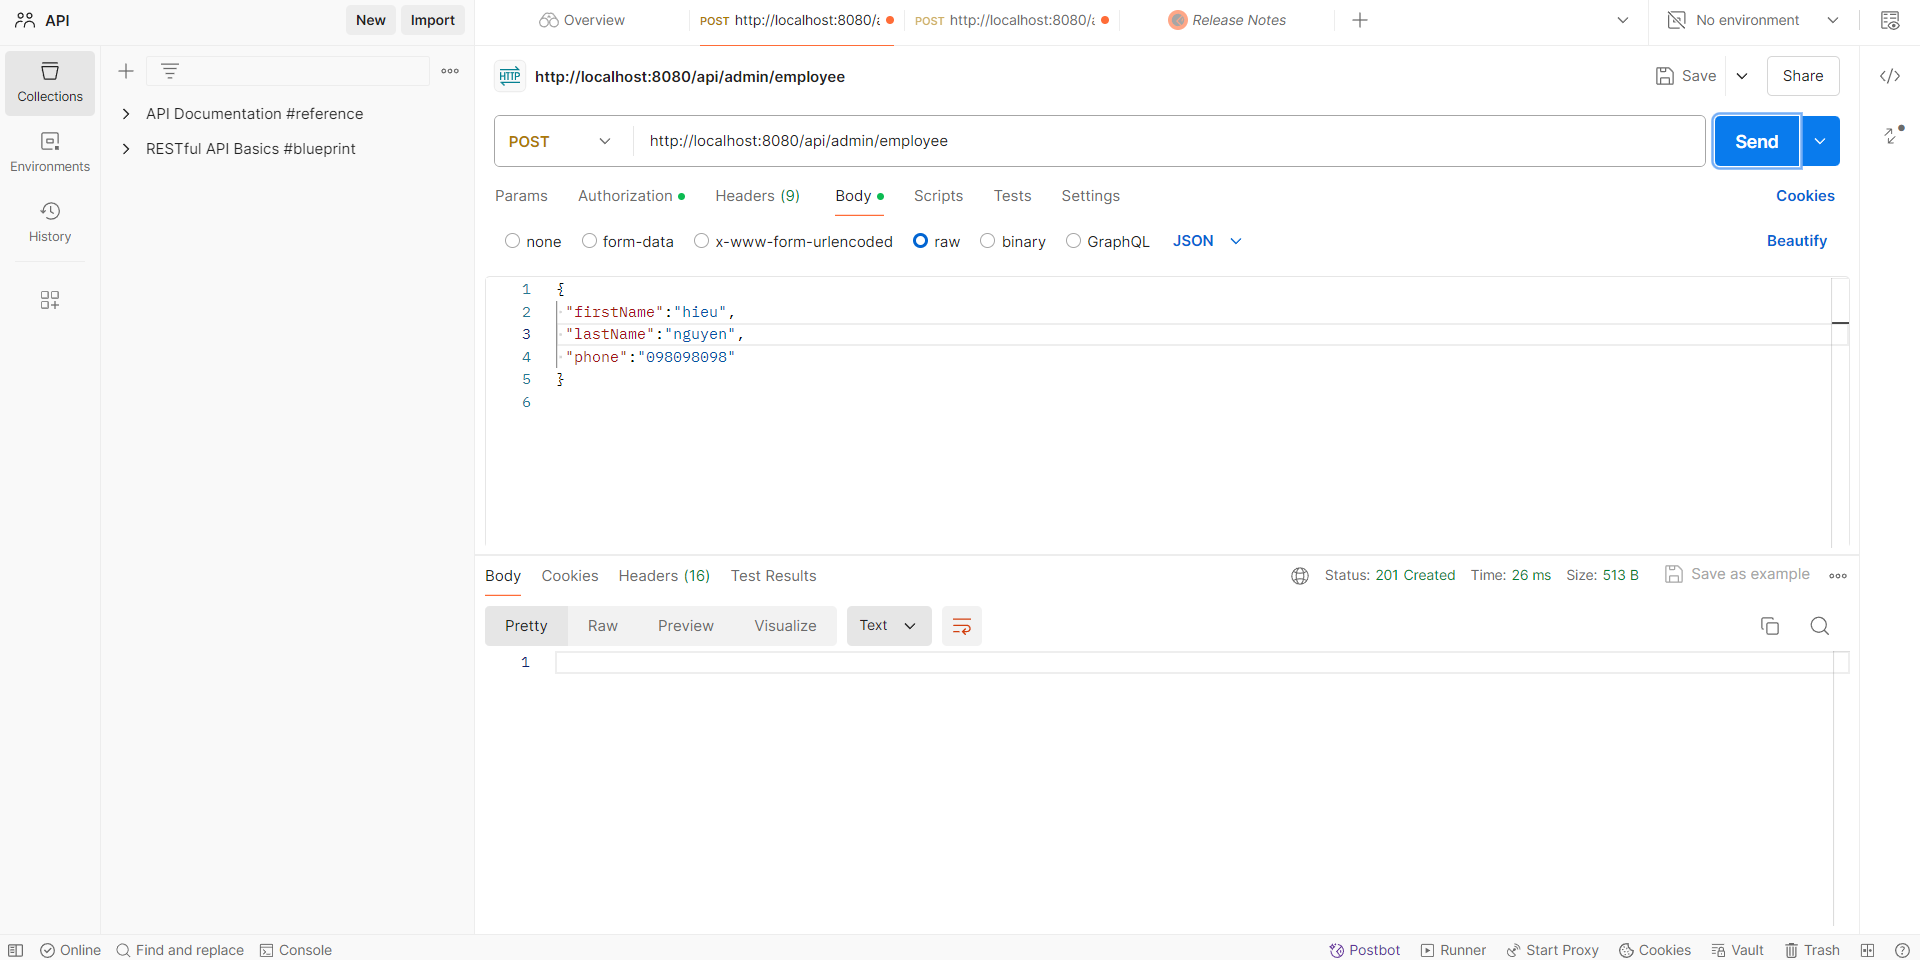 API
New
Import
Overview
POST http://localhost:8080/a
POST http://localhost:8080/a
Release Notes
No environment
Collections
Environments
History
API Documentation #reference
RESTful API Basics #blueprint
HTTP http://localhost:8080/api/admin/employee
Save
Share
POST http://localhost:8080/api/admin/employee
Send
Params Authorization Headers (9) Body Scripts Tests Settings
Cookies
none form-data x-www-form-urlencoded raw binary GraphQL JSON
Beautify
1 {
2 "firstName":"hieu",
3 "lastName":"nguyen",
4 "phone":"098098098"
5 }
6
Body Cookies Headers (16) Test Results
Status: 201 Created Time: 26 ms Size: 513 B
Save as example
Pretty Raw Preview Visualize Text
1
Online Find and replace Console
Postbot Runner Start Proxy Cookies Vault Trash